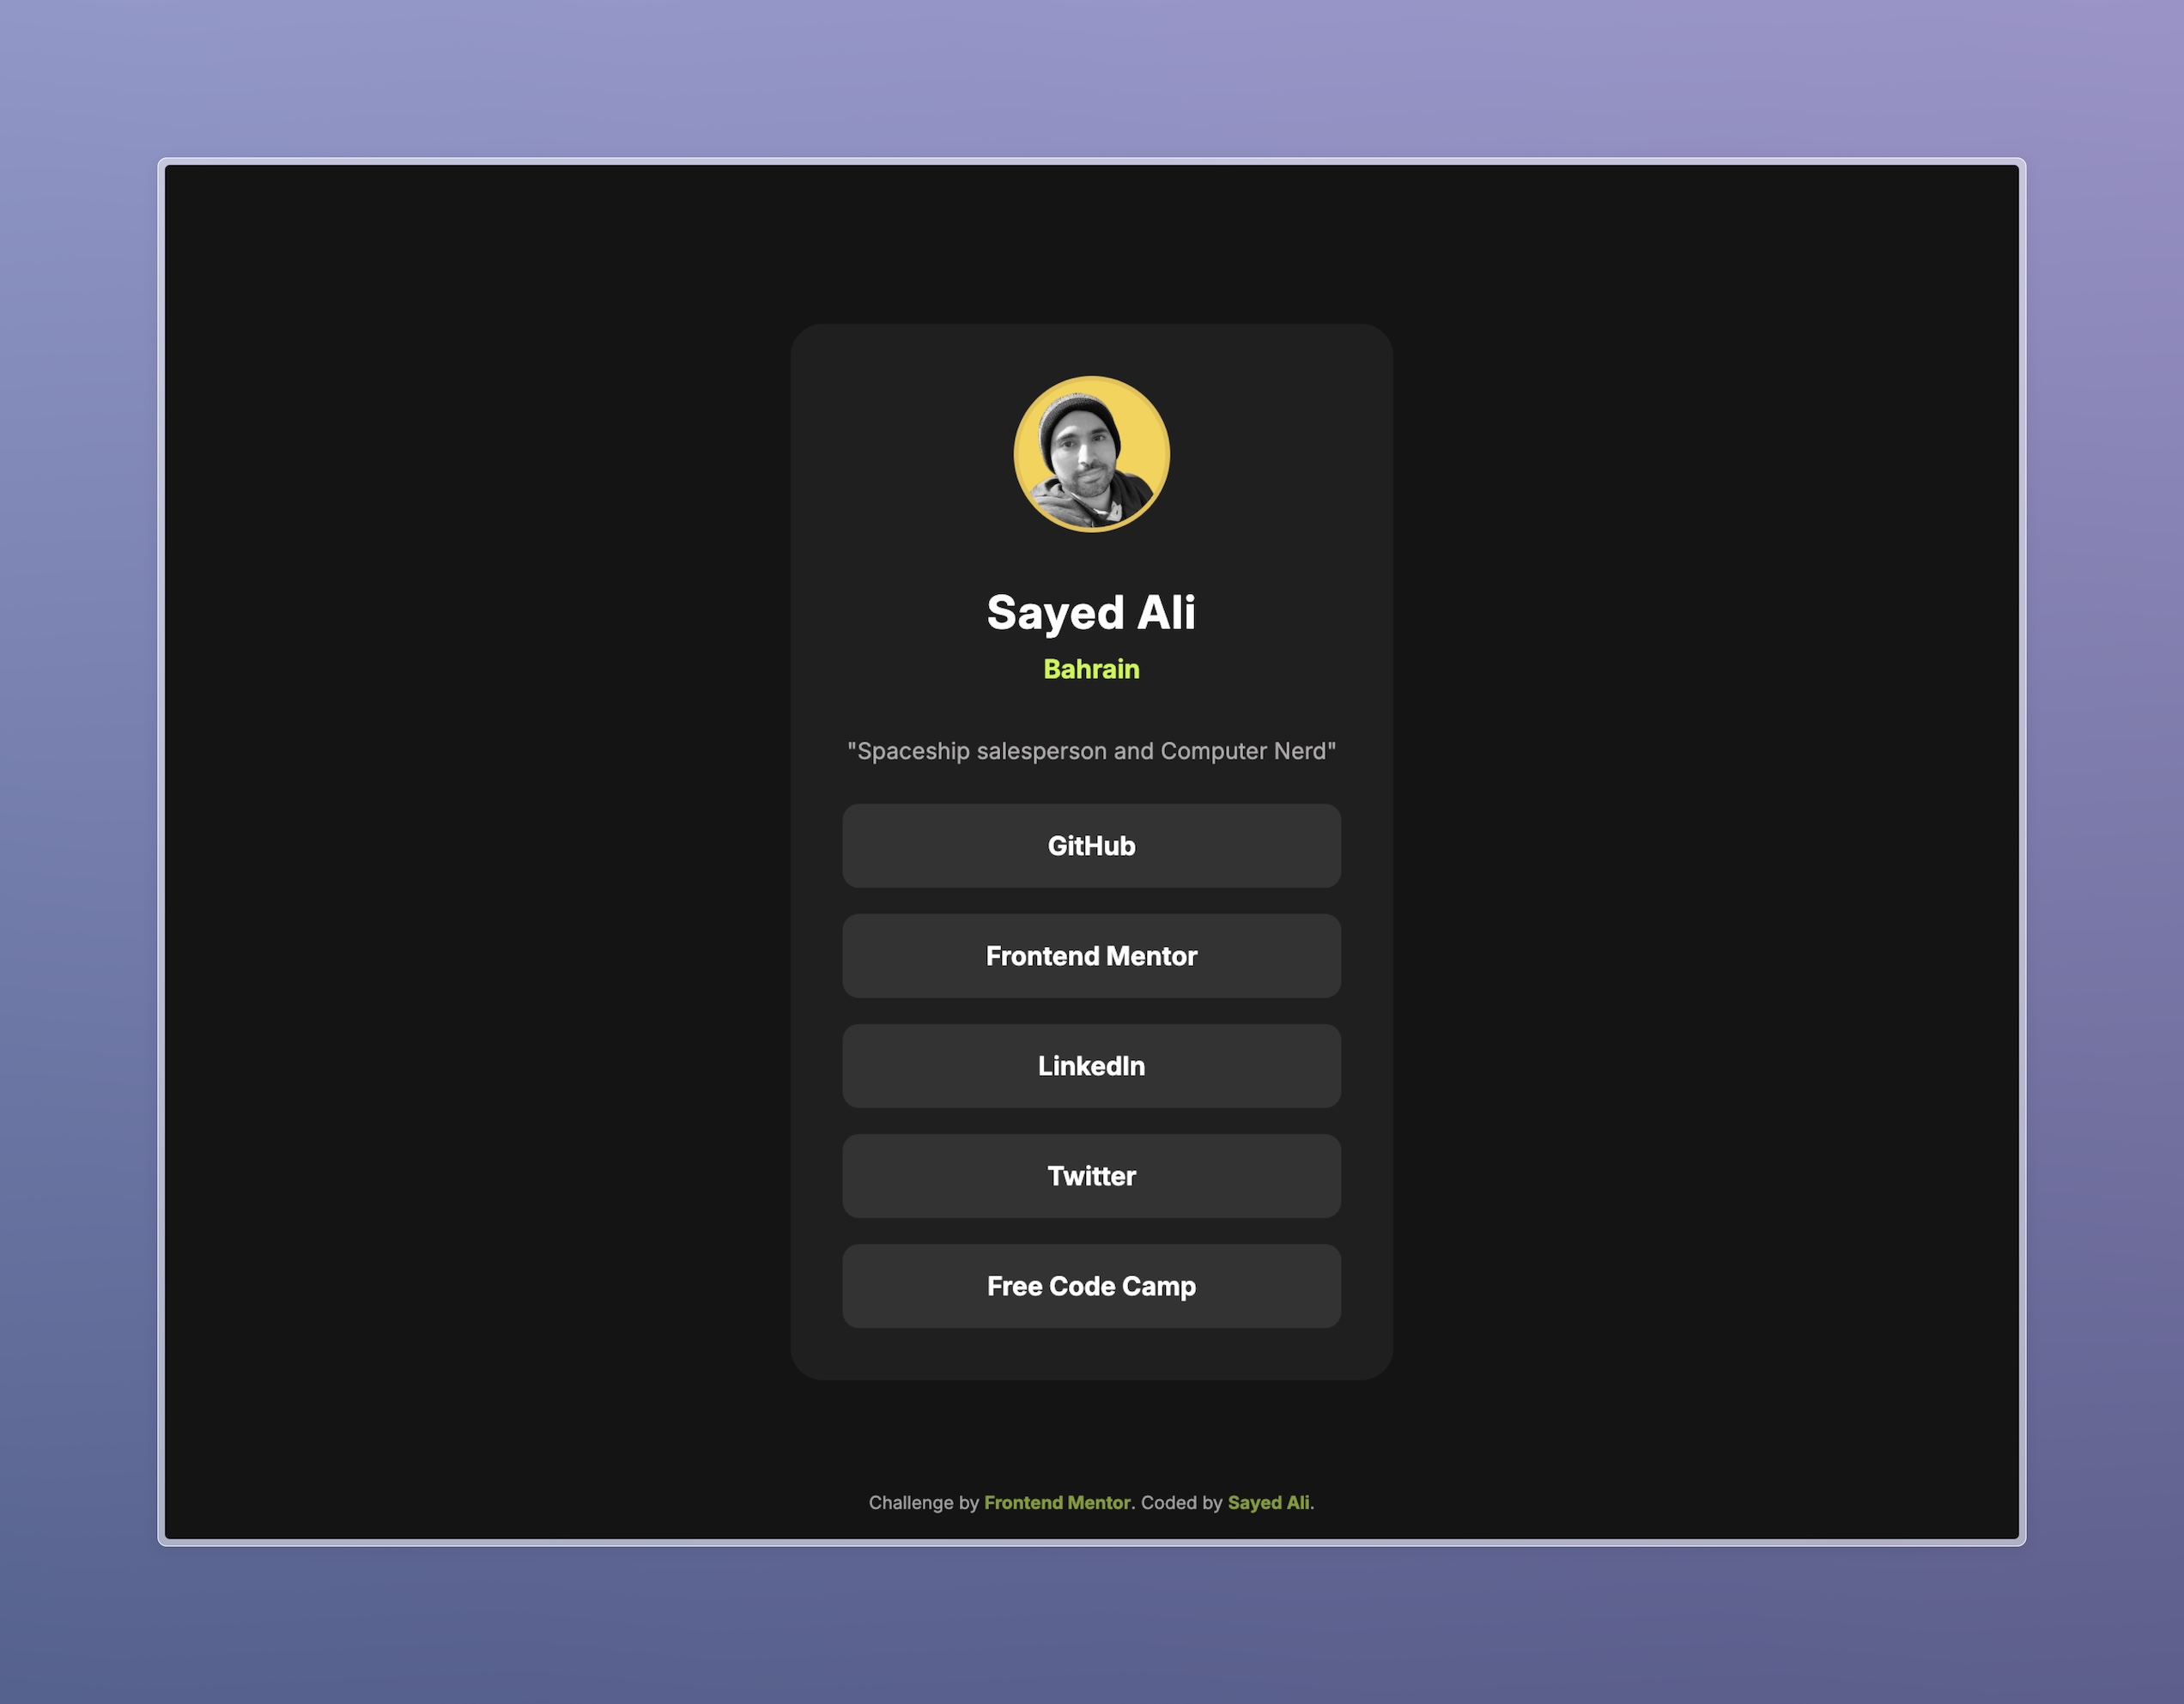 Sayed Ali
Bahrain
"Spaceship salesperson and Computer Nerd"
GitHub
Frontend Mentor
LinkedIn
Twitter
Free Code Camp
Challenge by Frontend Mentor. Coded by Sayed Ali.